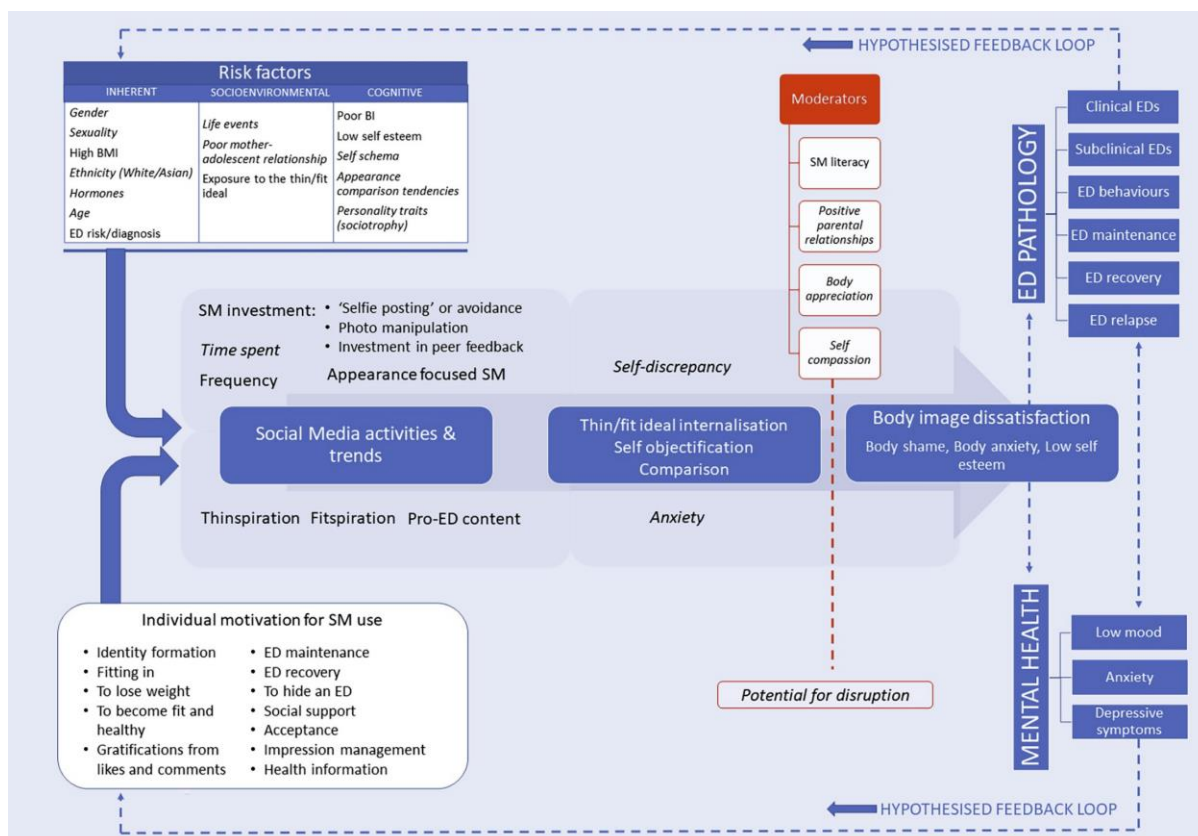 HYPOTHESISED FEEDBACK LOOP
Risk factors
INHERENT
Gender
Sexuality
High BMI
Ethnicity (White/Asian)
Hormones
Age
ED risk/diagnosis
SOCIOENVIRONMENTAL
Life events
Poor mother-
adolescent relationship
Exposure to the thin/fit
ideal
COGNITIVE
Poor BI
Low self esteem
Self schema
Appearance
comparison tendencies
Personality traits
(sociotrophy)
Moderators
SM literacy
Positive
parental
relationships
Body
appreciation
Self
compassion
ED PATHOLOGY
Clinical EDs
Subclinical EDs
ED behaviours
ED maintenance
ED recovery
ED relapse
SM investment:
• ‘Selfie posting’ or avoidance
• Photo manipulation
• Investment in peer feedback
Time spent
Frequency
Appearance focused SM
Self-discrepancy
Social Media activities &
trends
Thin/fit ideal internalisation
Self objectification
Comparison
Body image dissatisfaction
Body shame, Body anxiety, Low self
esteem
Thinspiration
Fitspiration
Pro-ED content
Anxiety
Individual motivation for SM use
• Identity formation
• Fitting in
• To lose weight
• To become fit and
healthy
• Gratifications from
likes and comments
• ED maintenance
• ED recovery
• To hide an ED
• Social support
• Acceptance
• Impression management
• Health information
Potential for disruption
MENTAL HEALTH
Low mood
Anxiety
Depressive
symptoms
HYPOTHESISED FEEDBACK LOOP